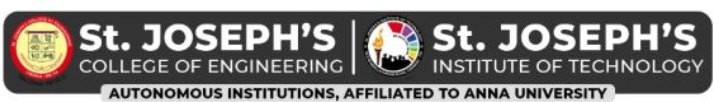 St. JOSEPH'S
COLLEGE OF ENGINEERING
St. JOSEPH'S
INSTITUTE OF TECHNOLOGY
AUTONOMOUS INSTITUTIONS, AFFILIATED TO ANNA UNIVERSITY